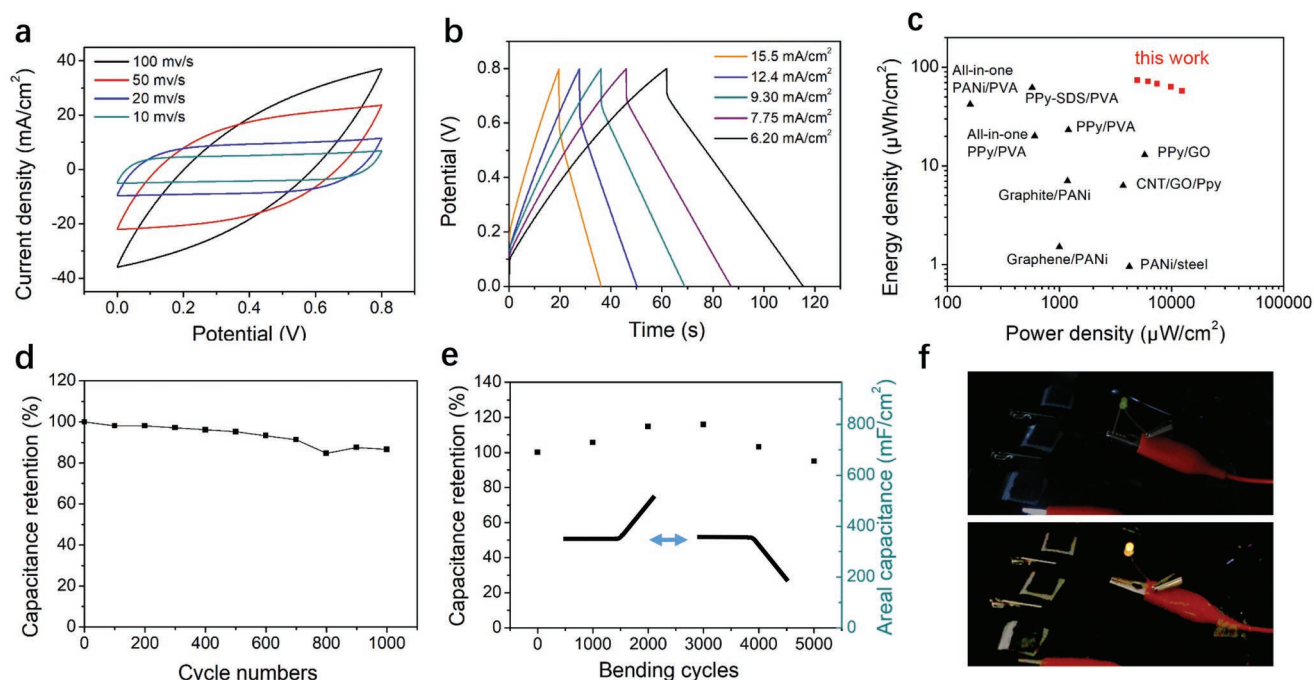 a
100 mv/s
50 mv/s
20 mv/s
10 mv/s
Current density (mA/cm²)
40
20
0
-20
-40
0.0
0.2
0.4
0.6
0.8
Potential (V)
b
15.5 mA/cm²
12.4 mA/cm²
9.30 mA/cm²
7.75 mA/cm²
6.20 mA/cm²
Potential (V)
0.8
0.6
0.4
0.2
0.0
0
20
40
60
80
100
120
Time (s)
c
this work
All-in-one
PANi/PVA
PPy-SDS/PVA
All-in-one
PPy/PVA
PPy/PVA
PPy/GO
Graphite/PANi
CNT/GO/Ppy
Graphene/PANi
PANi/steel
Energy density (µWh/cm²)
100
10
1
100
1000
10000
100000
Power density (µW/cm²)
d
Capacitance retention (%)
120
100
80
60
40
20
0
0
200
400
600
800
1000
Cycle numbers
e
Capacitance retention (%)
140
120
100
80
60
40
20
0
0
1000
2000
3000
4000
5000
Bending cycles
800
600
400
200
0
Areal capacitance (mF/cm²)
f